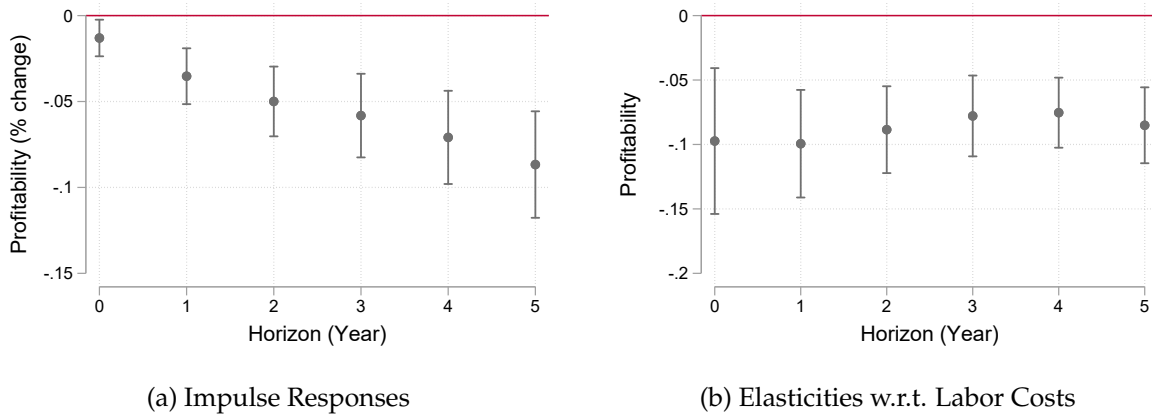 0
-.05
-.1
-.15
Profitability (% change)
0 1 2 3 4 5
Horizon (Year)
(a) Impulse Responses
0
-.05
-.1
-.15
-.2
Profitability
0 1 2 3 4 5
Horizon (Year)
(b) Elasticities w.r.t. Labor Costs